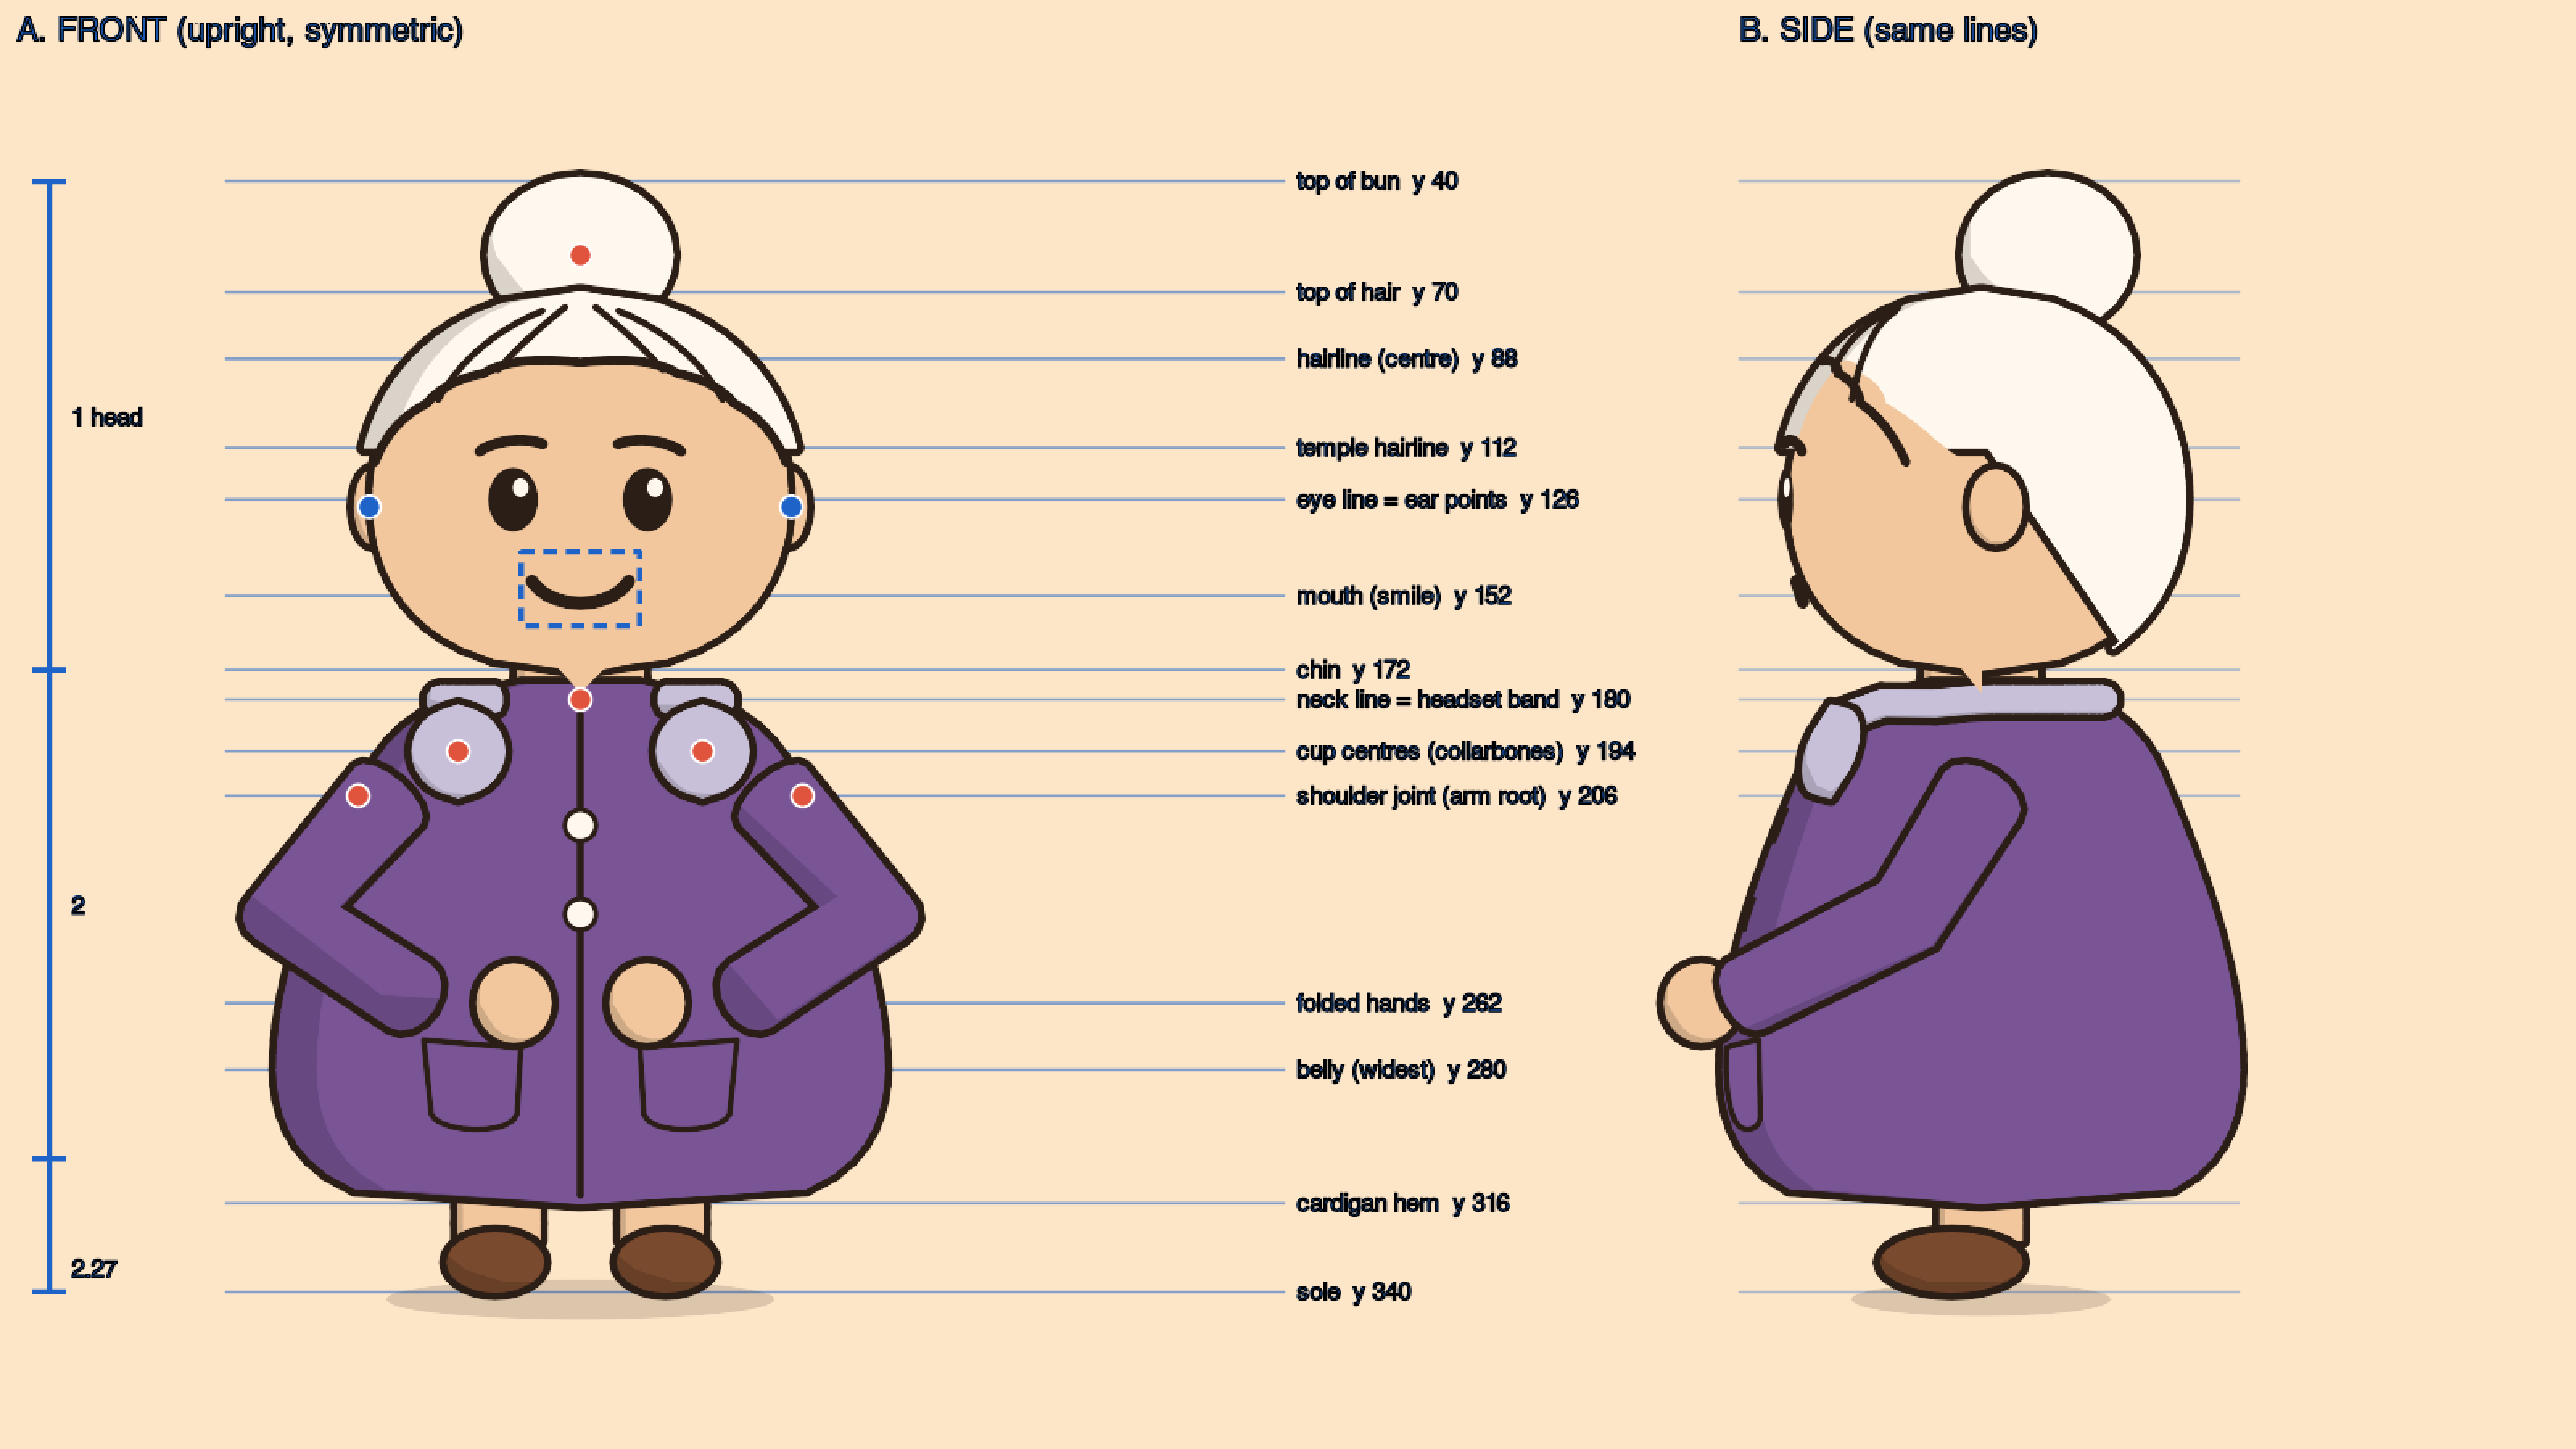 A. FRONT (upright, symmetric)
B. SIDE (same lines)
top of bun y 40
top of hair y 70
hairline (centre) y 88
1 head
temple hairline y 112
eye line = ear points y 126
mouth (smile) y 152
chin y 172
neck line = headset band y 180
cup centres (collarbones) y 194
shoulder joint (arm root) y 206
2
folded hands y 262
belly (widest) y 280
cardigan hem y 316
2.27
sole y 340